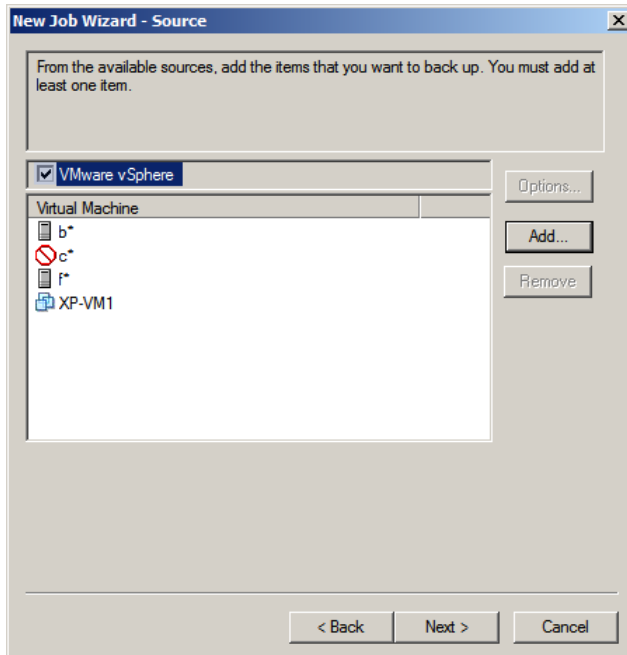 New Job Wizard - Source
From the available sources, add the items that you want to back up. You must add at
least one item.
VMware vSphere
Options...
Virtual Machine
Add...
b*
c*
Remove
f*
XP-VM1
< Back
Next >
Cancel